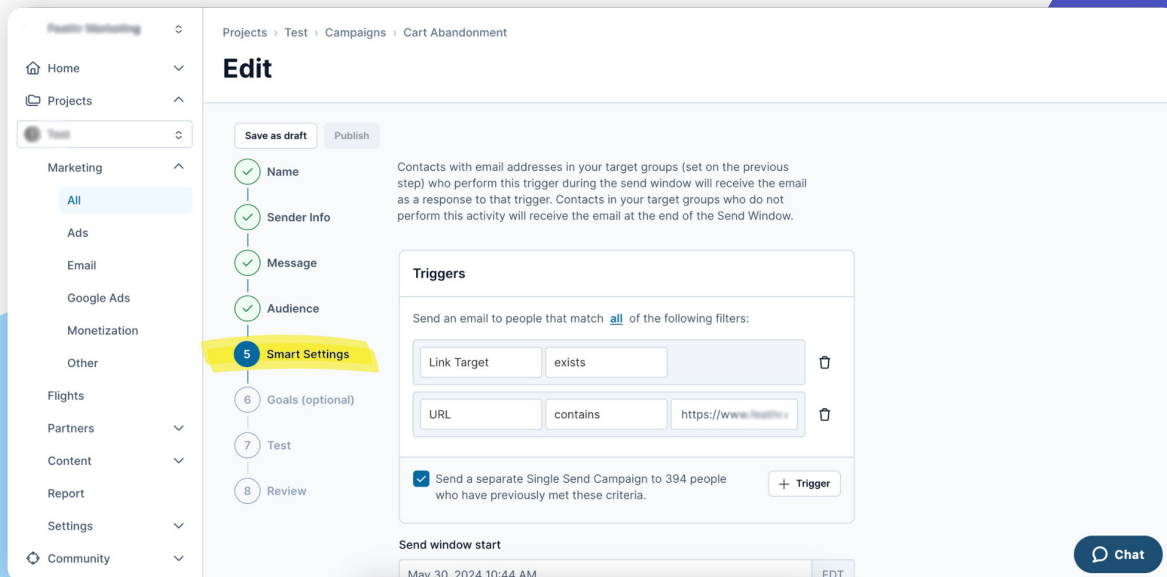 Home
Projects
Marketing
All
Ads
Email
Google Ads
Monetization
Other
Flights
Partners
Content
Report
Settings
Community
Projects › Test › Campaigns › Cart Abandonment
Edit
Save as draft
Publish
Name
Sender Info
Message
Audience
5 Smart Settings
6 Goals (optional)
7 Test
8 Review
Contacts with email addresses in your target groups (set on the previous
step) who perform this trigger during the send window will receive the email
as a response to that trigger. Contacts in your target groups who do not
perform this activity will receive the email at the end of the Send Window.
Triggers
Send an email to people that match all of the following filters:
Link Target exists
URL contains https://www.
Send a separate Single Send Campaign to 394 people
who have previously met these criteria.
+ Trigger
Send window start
May 30, 2024 10:44 AM EDT
Chat